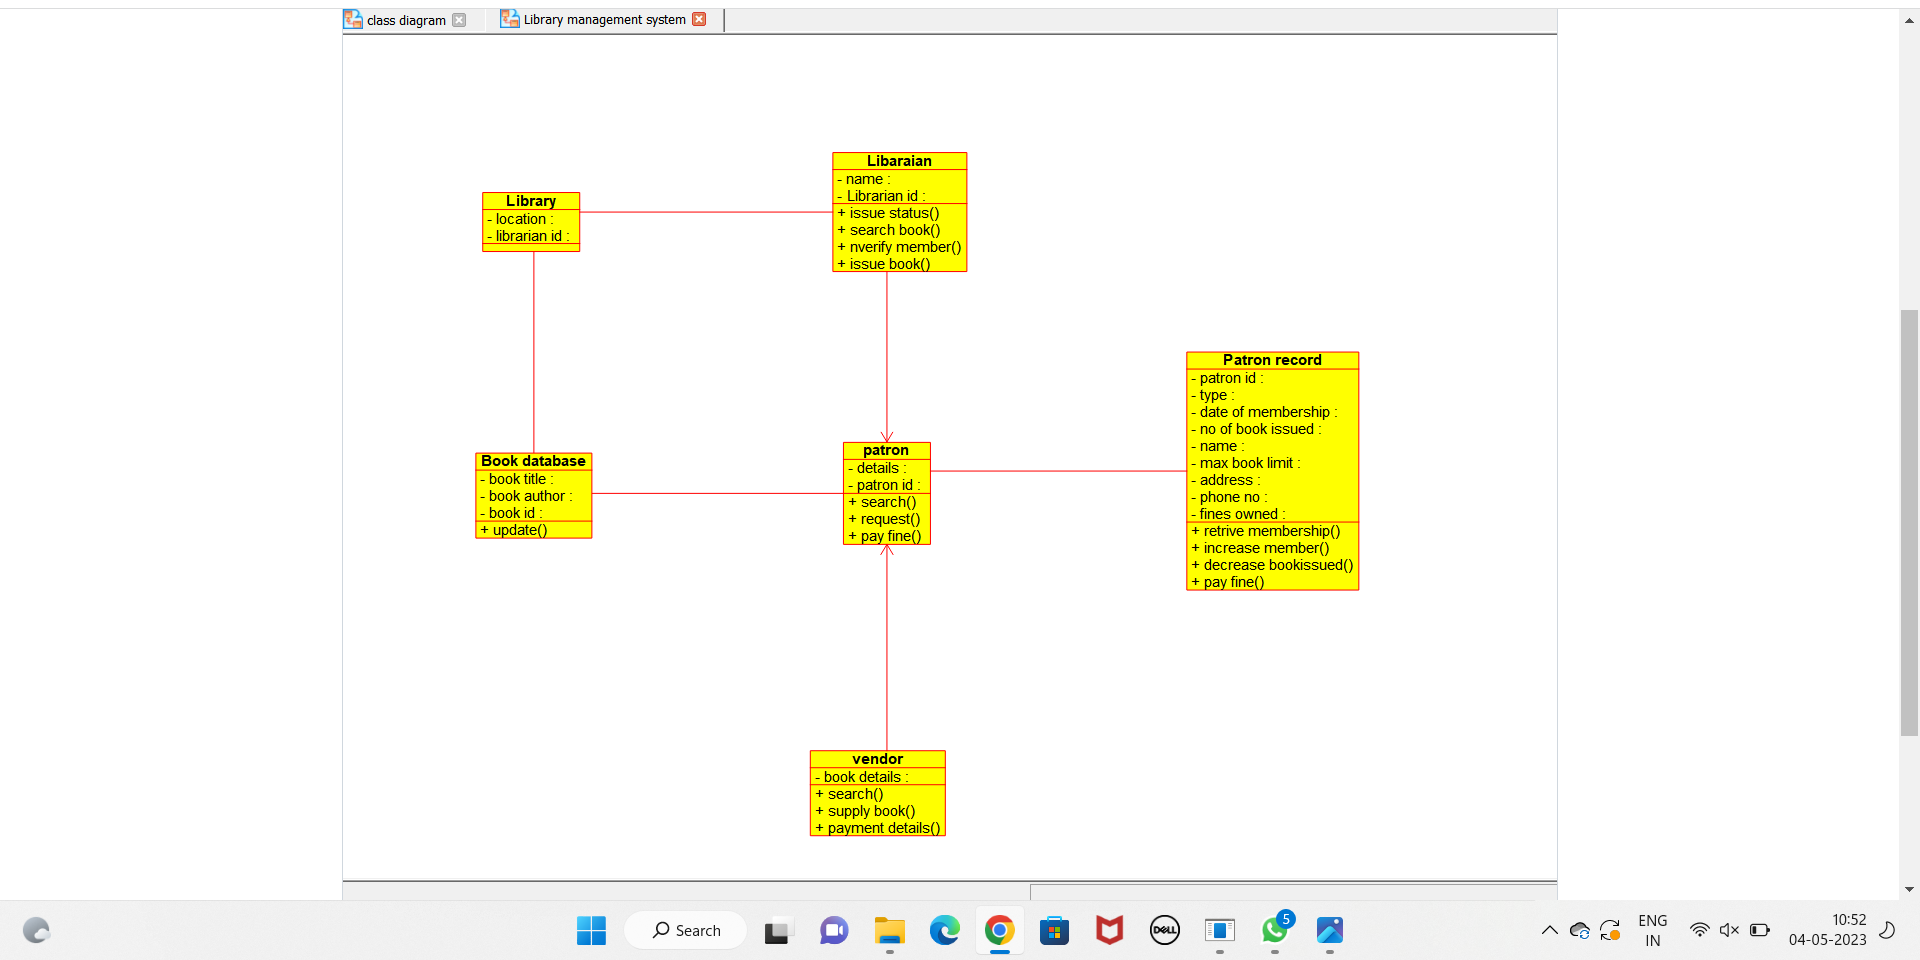 class diagram
Library management system
Libaraian
- name :
- Librarian id :
+ issue status()
+ search book()
+ nverify member()
+ issue book()
Library
- location :
- librarian id :
Patron record
- patron id :
- type :
- date of membership :
- no of book issued :
- name :
- max book limit :
- address :
- phone no :
- fines owned :
+ retrive membership()
+ increase member()
+ decrease bookissued()
+ pay fine()
patron
- details :
- patron id :
+ search()
+ request()
+ pay fine()
Book database
- book title :
- book author :
- book id :
+ update()
vendor
- book details :
+ search()
+ supply book()
+ payment details()
Search
DELL
5
ENG
IN
10:52
04-05-2023